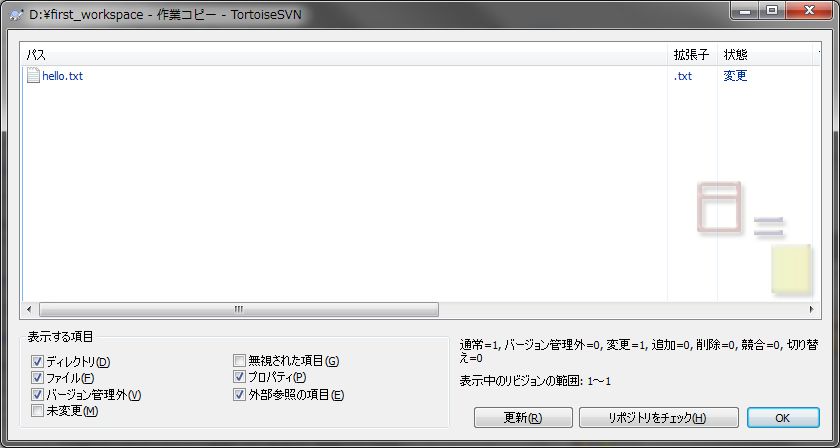 D:¥first_workspace - 作業コピー - TortoiseSVN
パス 拡張子 状態
hello.txt .txt 変更
表示する項目
ディレクトリ(D) 無視された項目(G)
ファイル(F) プロパティ(P)
バージョン管理外(V) 外部参照の項目(E)
未変更(M)
通常=1, バージョン管理外=0, 変更=1, 追加=0, 削除=0, 競合=0, 切り替
え=0
表示中のリビジョンの範囲: 1～1
更新(R) リポジトリをチェック(H) OK